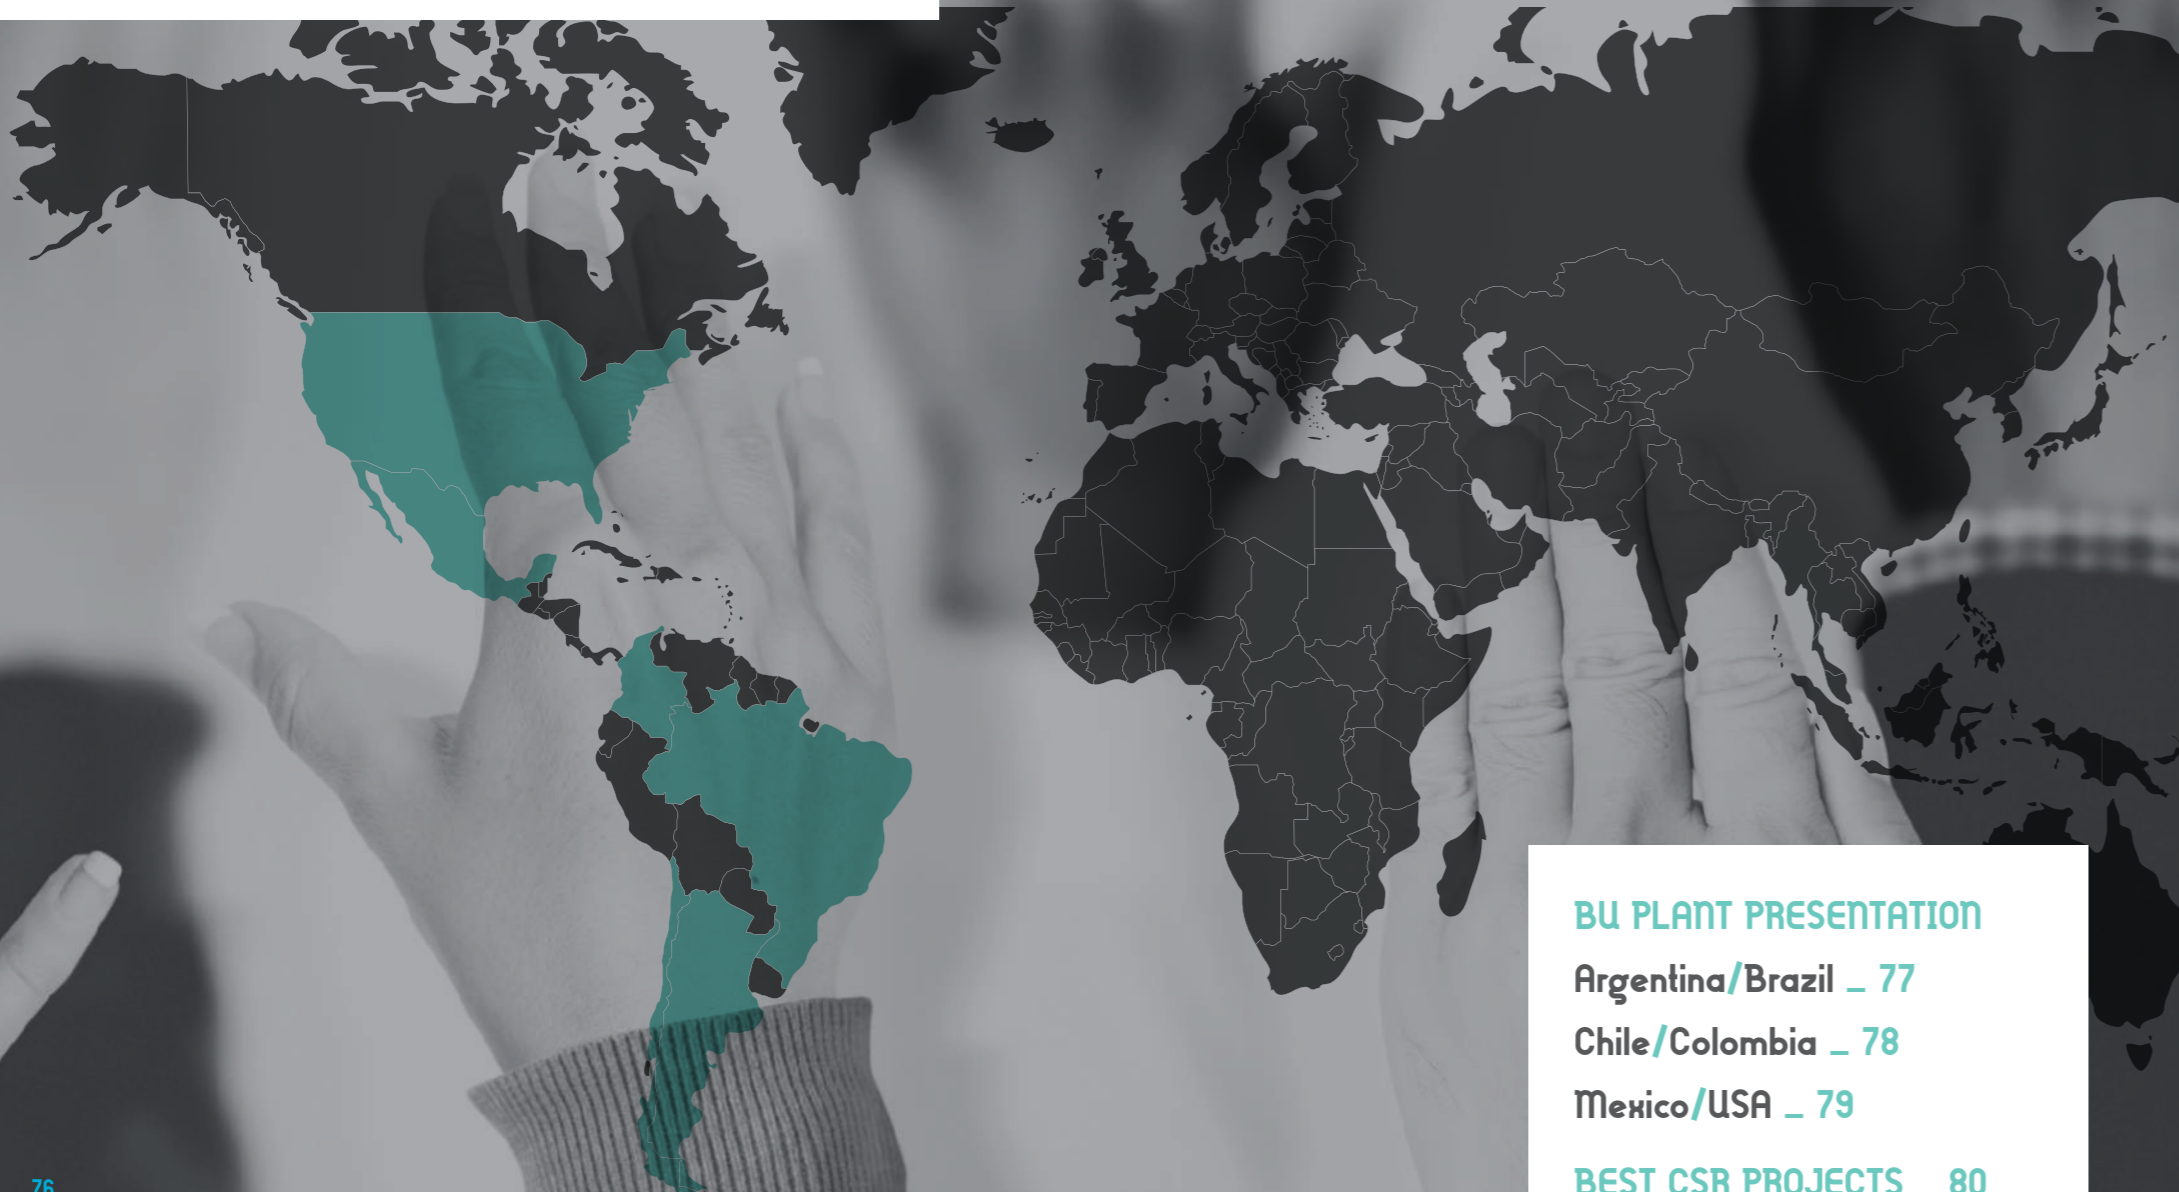 BU PLANT PRESENTATION
Argentina/Brazil _ 77
Chile/Colombia _ 78
Mexico/USA _ 79
BEST CSR PROJECTS _ 80
76